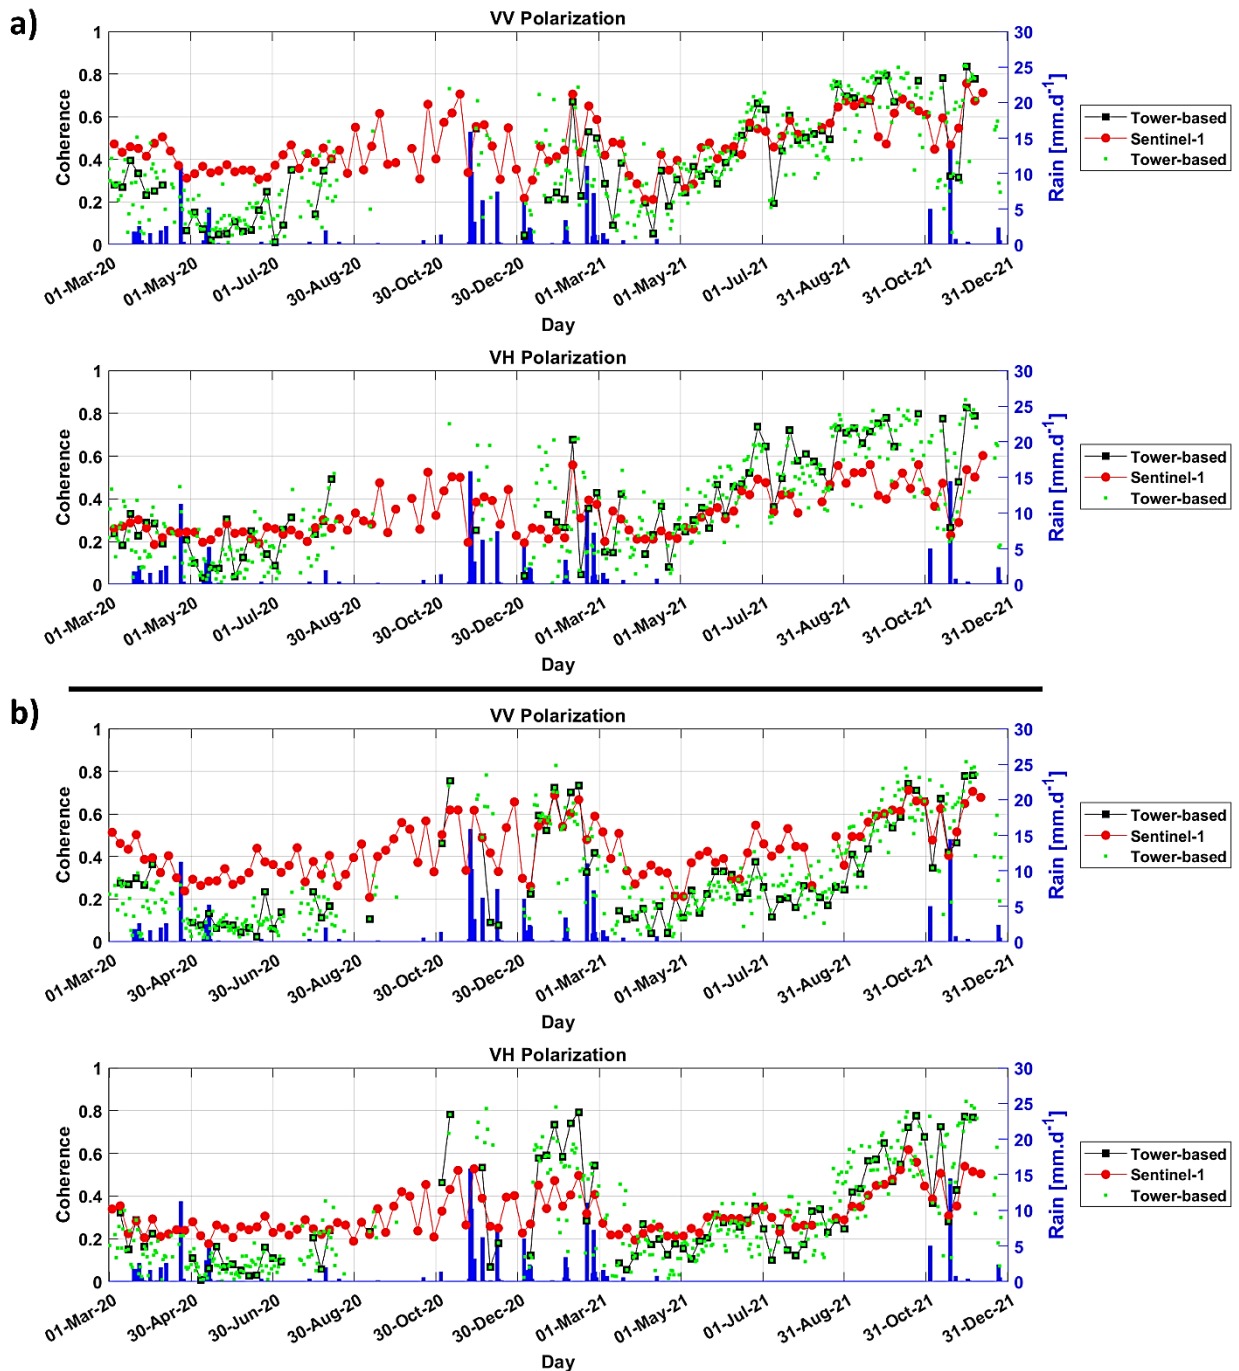 a)
VV Polarization
Coherence
1
0.8
0.6
0.4
0.2
0
30
25
20
15
10
5
0
Rain [mm.d-1]
01-Mar-20
01-May-20
01-Jul-20
30-Aug-20
30-Oct-20
30-Dec-20
01-Mar-21
01-May-21
01-Jul-21
31-Aug-21
31-Oct-21
31-Dec-21
Day
Tower-based
Sentinel-1
Tower-based
VH Polarization
Coherence
1
0.8
0.6
0.4
0.2
0
30
25
20
15
10
5
0
Rain [mm.d-1]
01-Mar-20
01-May-20
01-Jul-20
30-Aug-20
30-Oct-20
30-Dec-20
01-Mar-21
01-May-21
01-Jul-21
31-Aug-21
31-Oct-21
31-Dec-21
Day
Tower-based
Sentinel-1
Tower-based
b)
VV Polarization
Coherence
1
0.8
0.6
0.4
0.2
0
30
25
20
15
10
5
0
Rain [mm.d-1]
01-Mar-20
30-Apr-20
30-Jun-20
30-Aug-20
30-Oct-20
30-Dec-20
01-Mar-21
01-May-21
01-Jul-21
31-Aug-21
31-Oct-21
31-Dec-21
Day
Tower-based
Sentinel-1
Tower-based
VH Polarization
Coherence
1
0.8
0.6
0.4
0.2
0
30
25
20
15
10
5
0
Rain [mm.d-1]
01-Mar-20
30-Apr-20
30-Jun-20
30-Aug-20
30-Oct-20
30-Dec-20
01-Mar-21
01-May-21
01-Jul-21
31-Aug-21
31-Oct-21
31-Dec-21
Day
Tower-based
Sentinel-1
Tower-based